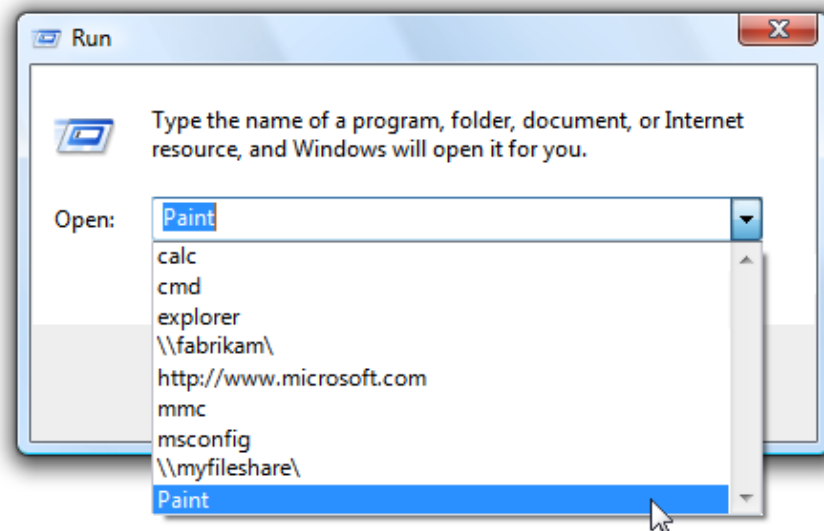 Run
Type the name of a program, folder, document, or Internet
resource, and Windows will open it for you.
Open:
Paint
calc
cmd
explorer
\\fabrikam\
http://www.microsoft.com
mmc
msconfig
\\myfileshare\
Paint